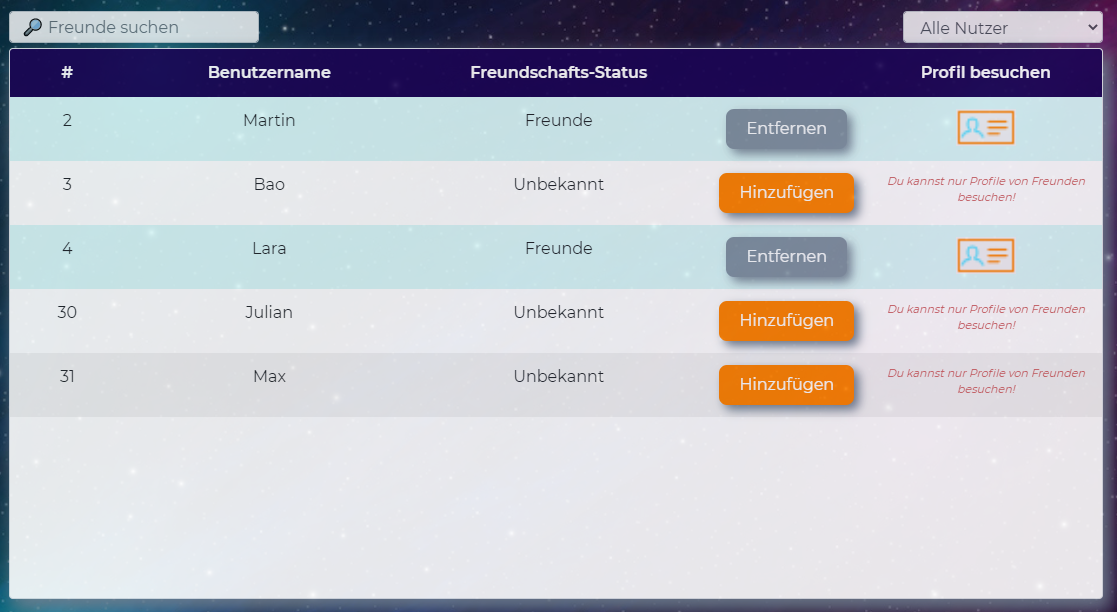 Freunde suchen Alle Nutzer
# Benutzername Freundschafts-Status Profil besuchen
2 Martin Freunde Entfernen
3 Bao Unbekannt Hinzufügen Du kannst nur Profile von Freunden
besuchen!
4 Lara Freunde Entfernen
30 Julian Unbekannt Hinzufügen Du kannst nur Profile von Freunden
besuchen!
31 Max Unbekannt Hinzufügen Du kannst nur Profile von Freunden
besuchen!